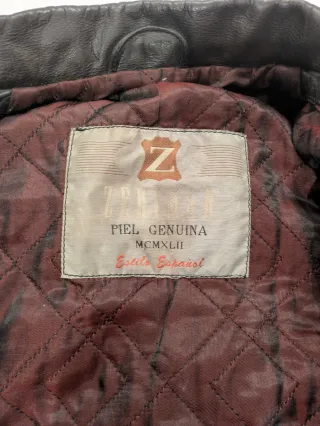 Z
PIEL GENUINA
MCMXLII
Estilo Español